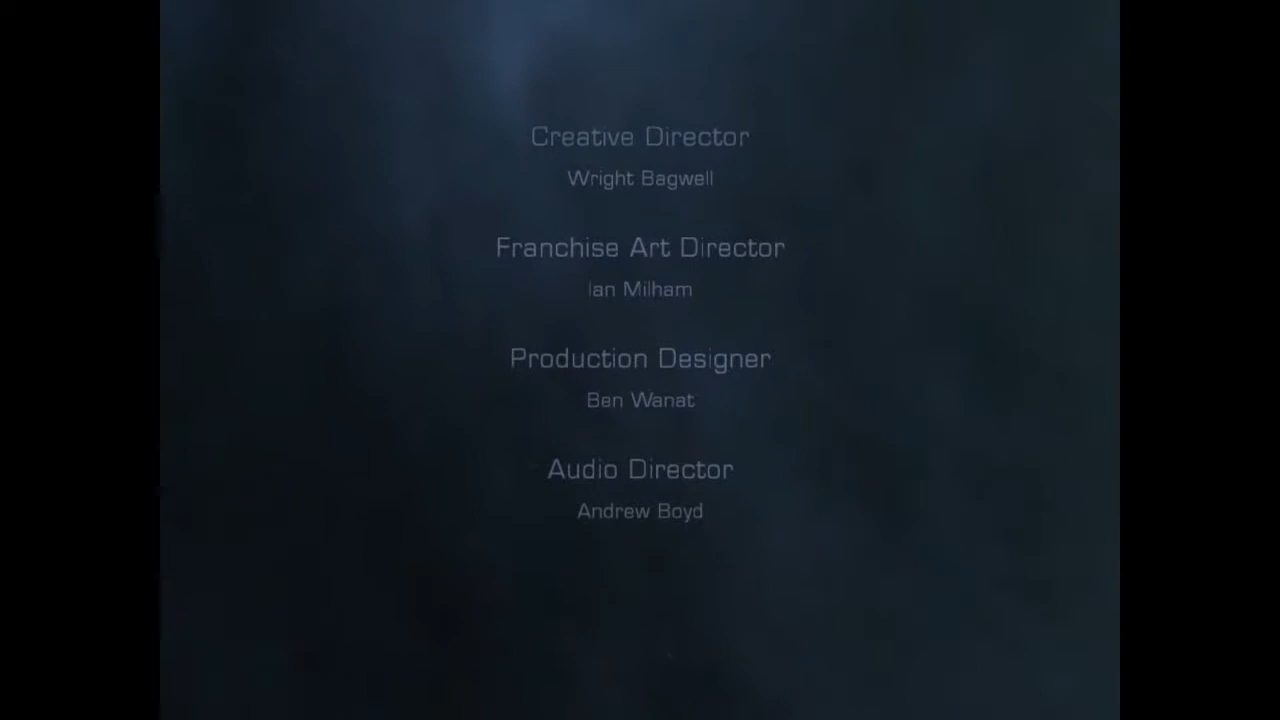 Creative Director
Wright Bagwell
Franchise Art Director
Ian Milham
Production Designer
Ben Wanat
Audio Director
Andrew Boyd